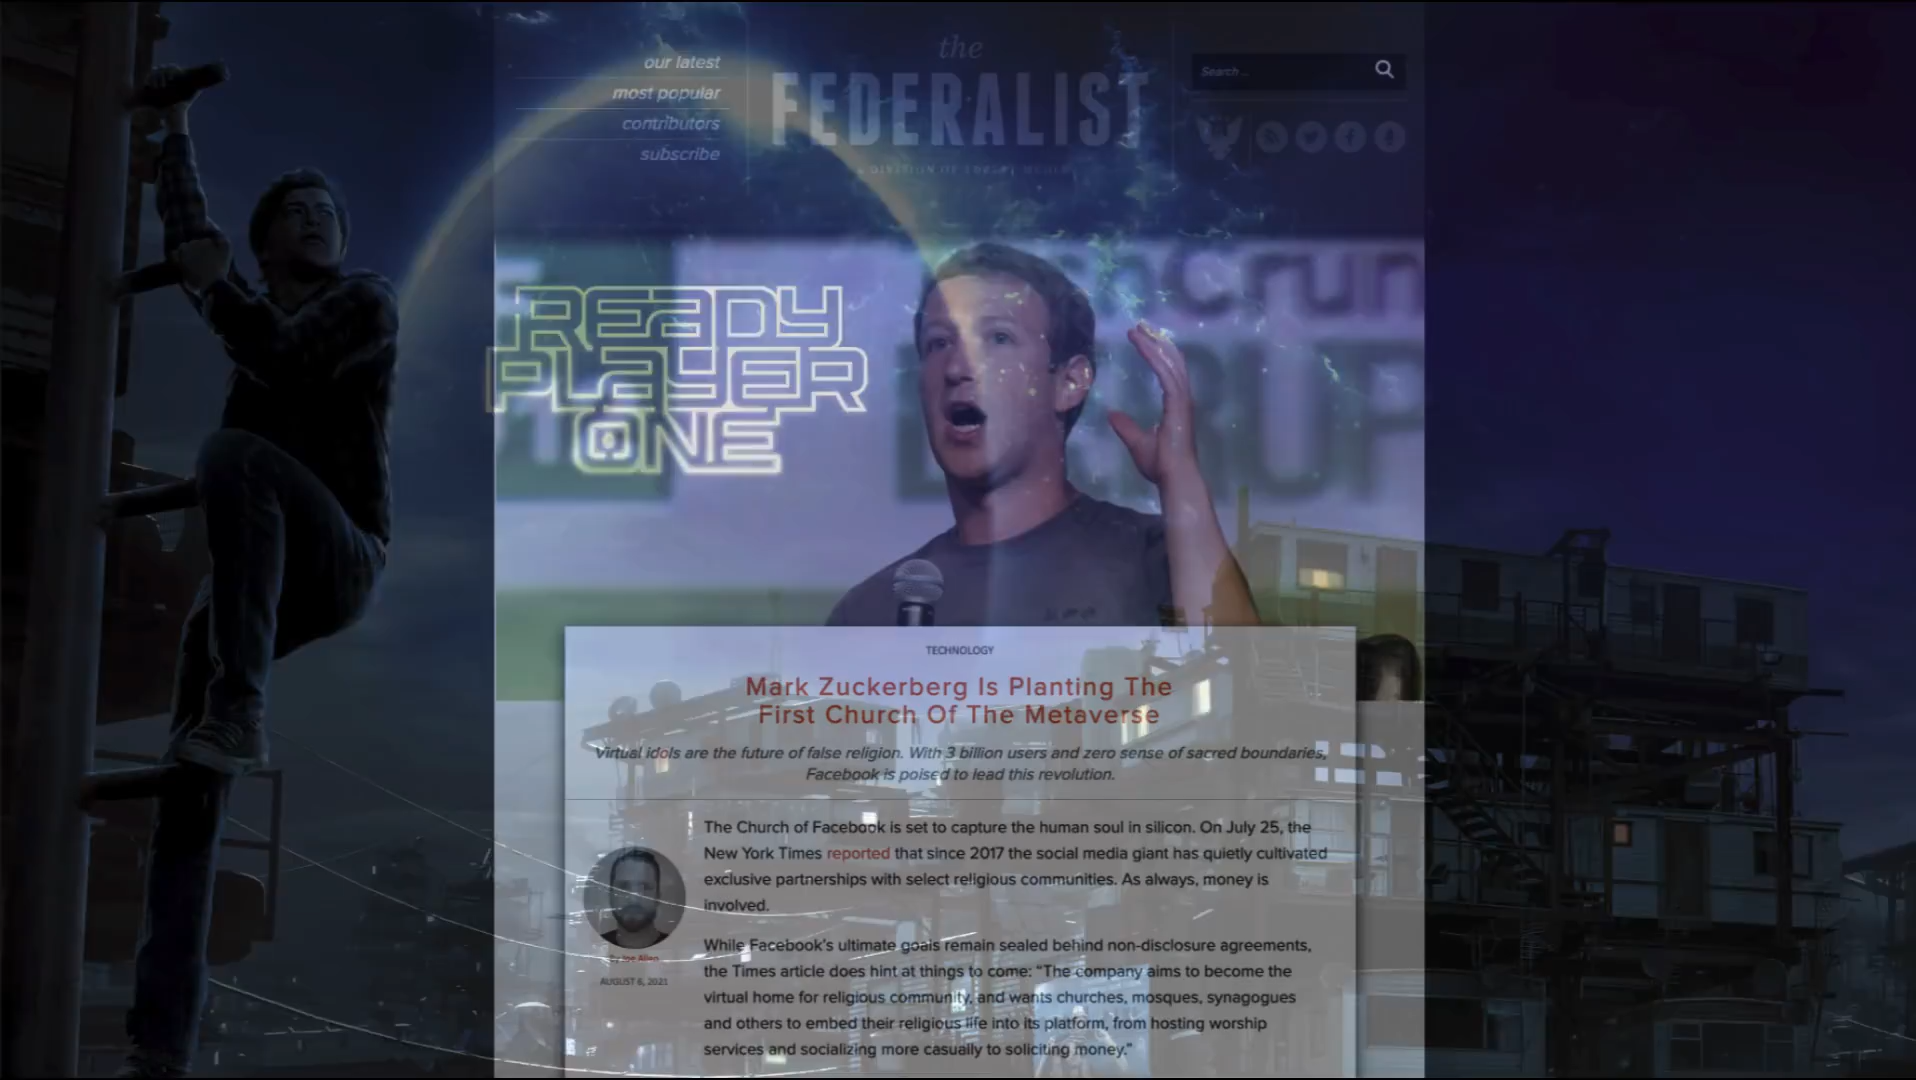 our latest
most popular
contributors
subscribe
the
FEDERALIST
Search ...
READY
PLAYER
ONE
TECHNOLOGY
Mark Zuckerberg Is Planting The
First Church Of The Metaverse
Virtual idols are the future of false religion. With 3 billion users and zero sense of sacred boundaries,
Facebook is poised to lead this revolution.
The Church of Facebook is set to capture the human soul in silicon. On July 25, the
New York Times reported that since 2017 the social media giant has quietly cultivated
exclusive partnerships with select religious communities. As always, money is
involved.
By Joe Allen
AUGUST 6, 2021
While Facebook's ultimate goals remain sealed behind non-disclosure agreements,
the Times article does hint at things to come: “The company aims to become the
virtual home for religious community, and wants churches, mosques, synagogues
and others to embed their religious life into its platform, from hosting worship
services and socializing more casually to soliciting money.”